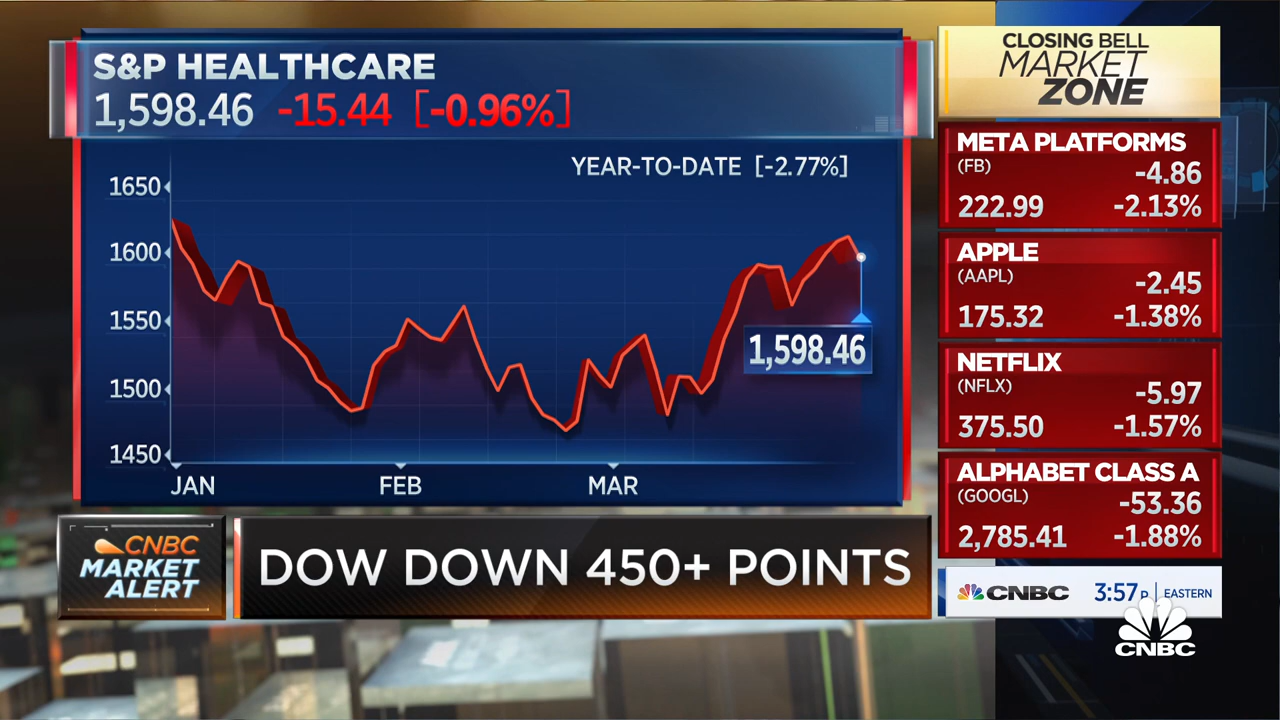 S&P HEALTHCARE
1,598.46 -15.44 [-0.96%]
YEAR-TO-DATE [-2.77%]
1650
1600
1550
1500
1450
1,598.46
JAN FEB MAR
CNBC
MARKET
ALERT
DOW DOWN 450+ POINTS
CLOSING BELL
MARKET
ZONE
META PLATFORMS
(FB) -4.86
222.99 -2.13%
APPLE
(AAPL) -2.45
175.32 -1.38%
NETFLIX
(NFLX) -5.97
375.50 -1.57%
ALPHABET CLASS A
(GOOGL) -53.36
2,785.41 -1.88%
CNBC 3:57P EASTERN
CNBC